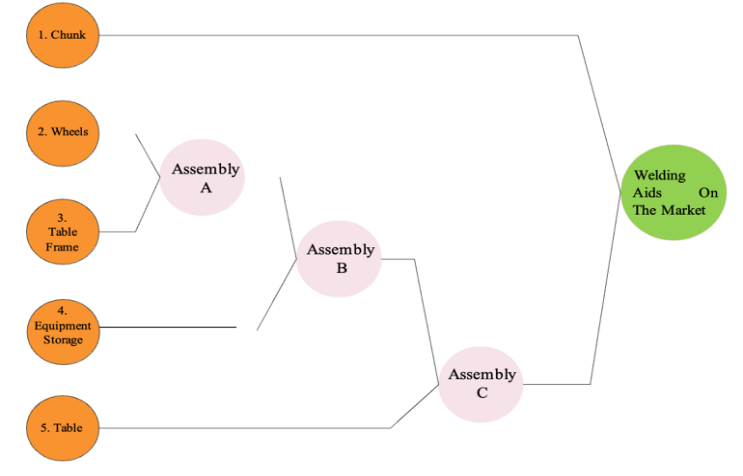 1. Chunk
2. Wheels
3.
Table
Frame
4.
Equipment
Storage
5. Table
Assembly
A
Assembly
B
Assembly
C
Welding
Aids On
The Market